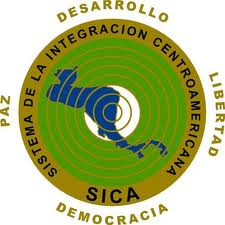 DESARROLLO
PAZ
LIBERTAD
DEMOCRACIA
SISTEMA DE LA INTEGRACION CENTROAMERICANA
SICA